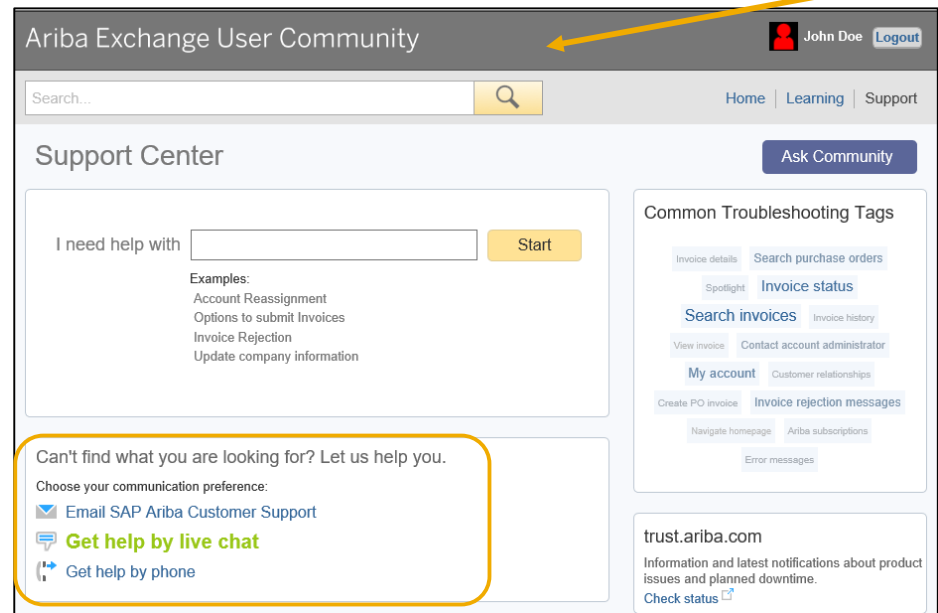 Ariba Exchange User Community
John Doe Logout
Search...
Home | Learning | Support
Support Center
Ask Community
I need help with
Start
Examples:
Account Reassignment
Options to submit Invoices
Invoice Rejection
Update company information
Can't find what you are looking for? Let us help you.
Choose your communication preference:
Email SAP Ariba Customer Support
Get help by live chat
Get help by phone
Common Troubleshooting Tags
Invoice details Search purchase orders
Spotlight Invoice status
Search invoices Invoice history
View invoice Contact account administrator
My account Customer relationships
Create PO invoice Invoice rejection messages
Navigate homepage Ariba subscriptions
Error messages
trust.ariba.com
Information and latest notifications about product
issues and planned downtime.
Check status